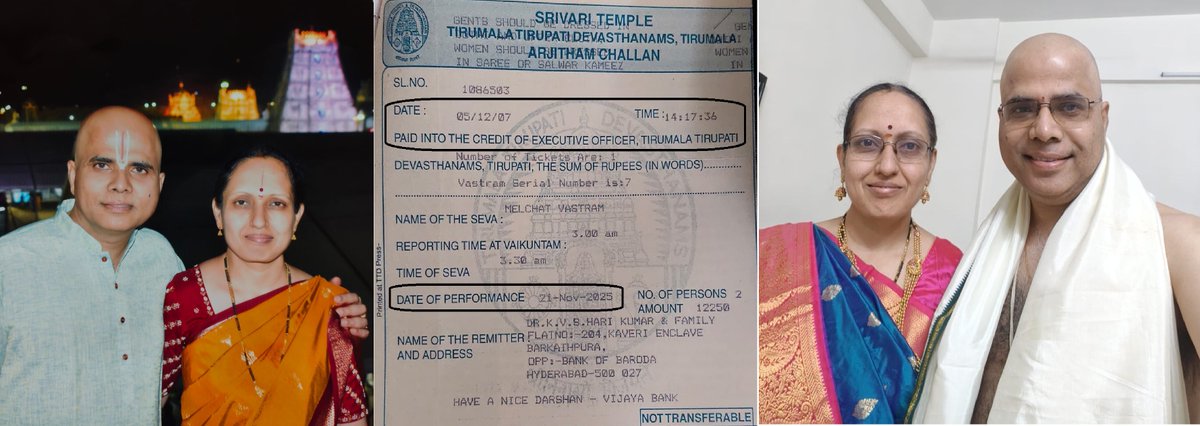 GENTS SHOULD BE DRESSED IN
SRIVARI TEMPLE
TIRUMALA TIRUPATI DEVASTHANAMS, TIRUMALA
WOMEN SHOULD BE
ARJITHAM CHALLAN
IN SAREE OR SALWAR KAMEEZ
SL.NO. 1086503
DATE : 05/12/07 TIME : 14:17:36
PAID INTO THE CREDIT OF EXECUTIVE OFFICER, TIRUMALA TIRUPATI
Number of Tickets Are: 1
DEVASTHANAMS, TIRUPATI, THE SUM OF RUPEES (IN WORDS)..............
Vastram Serial Number is:7
MELCHAT VASTRAM
NAME OF THE SEVA :
3.00 am
REPORTING TIME AT VAIKUNTAM :
3.30 am
TIME OF SEVA
DATE OF PERFORMANCE 21-Nov-2025 NO. OF PERSONS 2
AMOUNT 12250
DR.K.V.B.HARI KUMAR & FAMILY
NAME OF THE REMITTER : FLATNO:-204,KAVERI ENCLAVE
AND ADDRESS BARKAIHPURA,
OPP:-BANK OF BARODA
HYDERABAD-500 027
HAVE A NICE DARSHAN - VIJAYA BANK
NOT TRANSFERABLE
Printed at TTD Press-